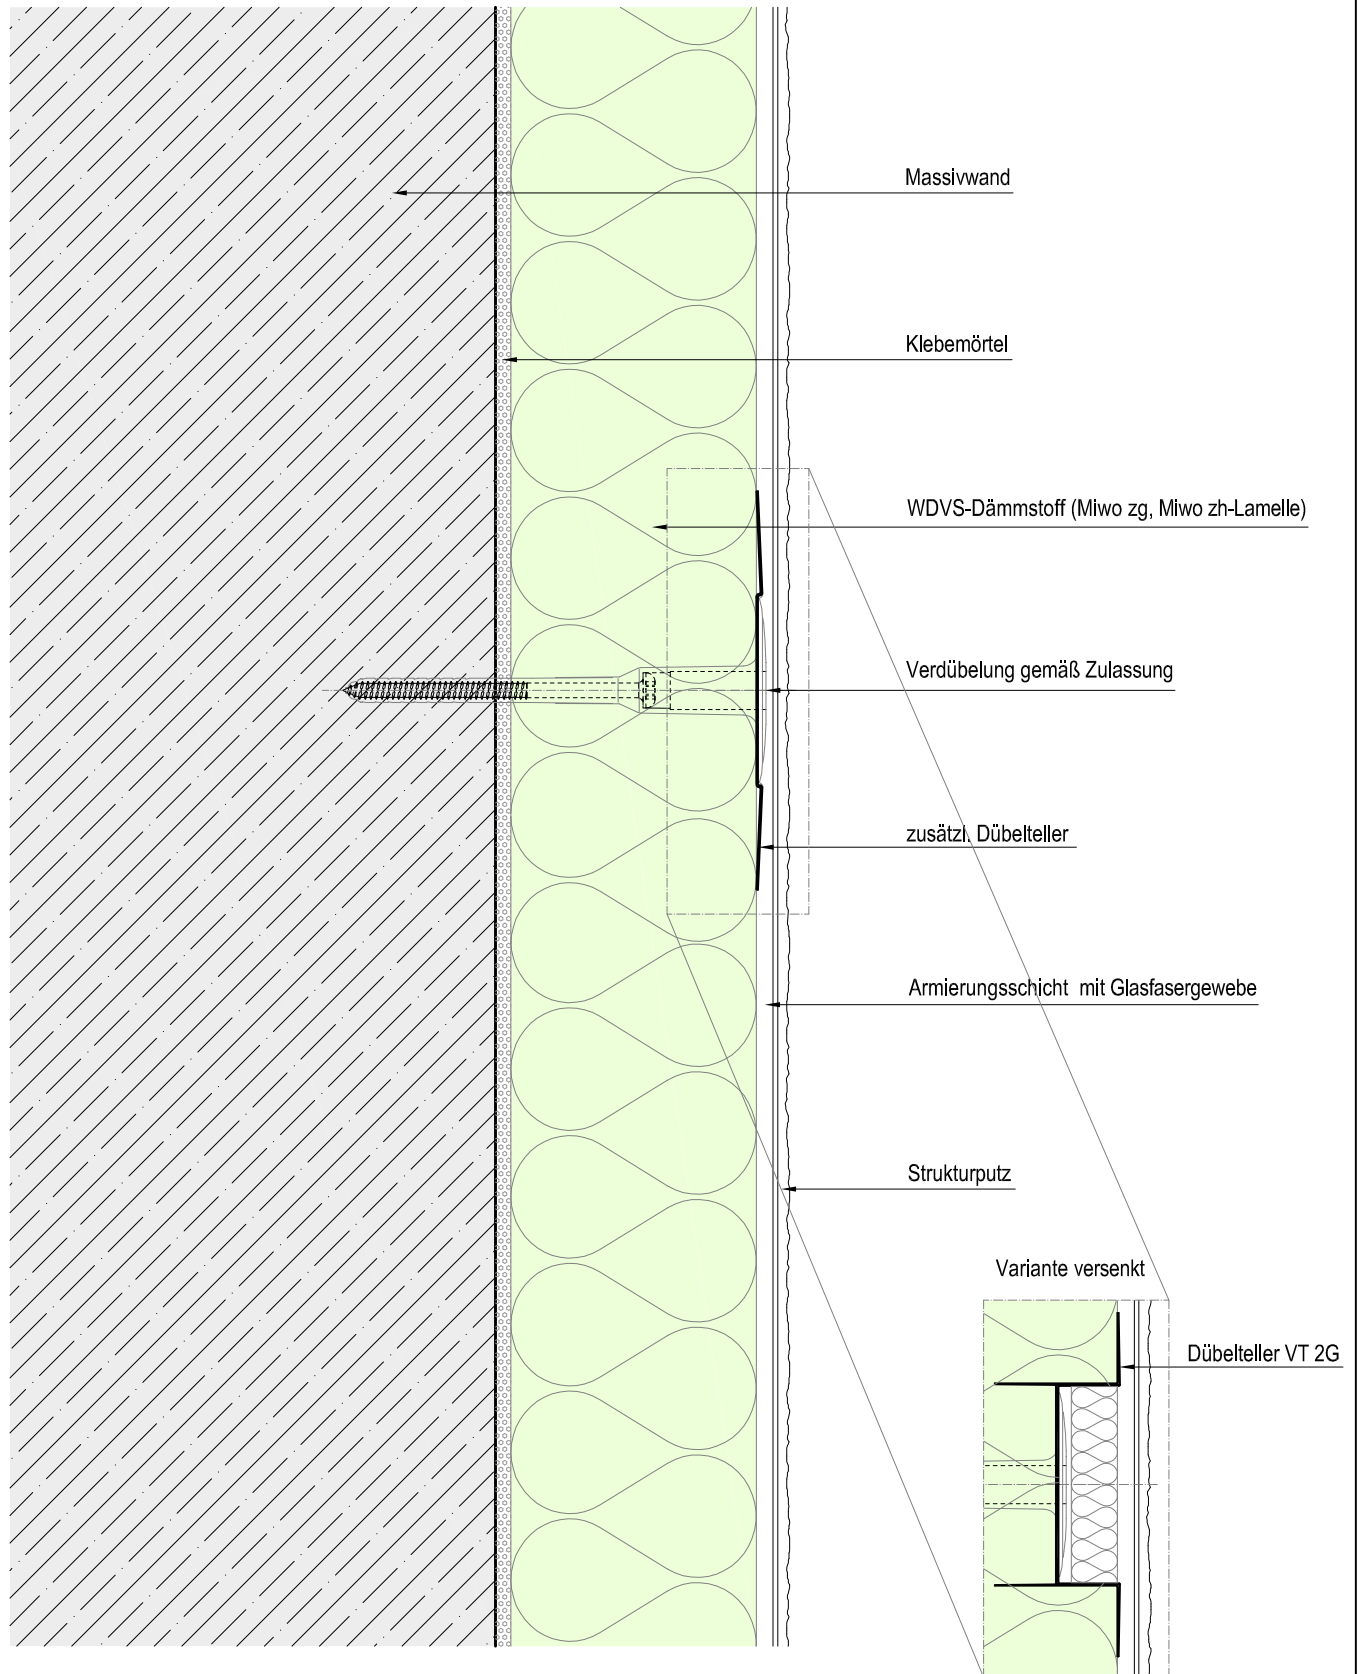 Massivwand
Klebemörtel
WDVS-Dämmstoff (Miwo zg, Miwo zh-Lamelle)
Verdübelung gemäß Zulassung
zusätzl. Dübelteller
Armierungsschicht mit Glasfasergewebe
Strukturputz
Variante versenkt
Dübelteller VT 2G